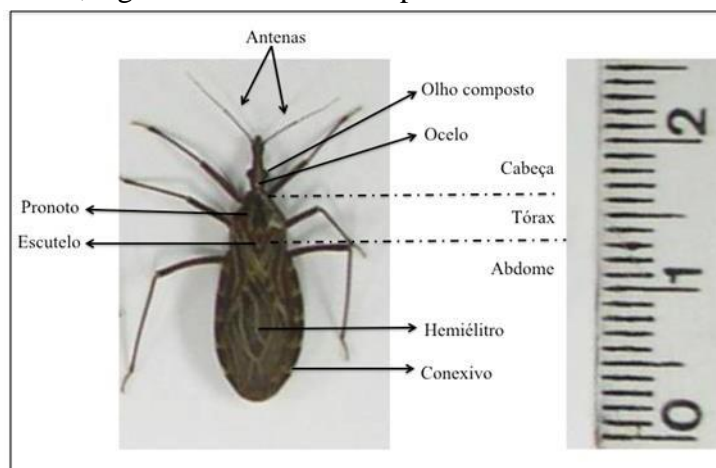 Antenas
Olho composto
Ocelo
Cabeça
Pronoto
Tórax
Escutelo
Abdome
Hemiélitro
Conexivo
2
1
0